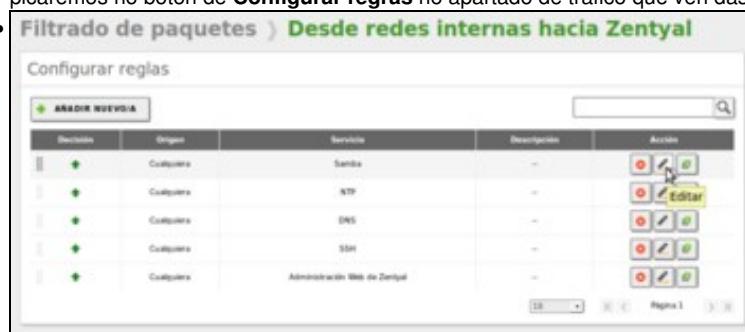 picaremos no botón de Configurar regras no apartado de tráfico que ven das
Filtrado de paquetes ) Desde redes internas hacia Zentyal
Configurar reglas
+ AÑADIR NUEVO/A
Decisión Origen Servicio Descripción Acción
Cualquiera Samba --
Editar
Cualquiera NTP --
Cualquiera DNS --
Cualquiera SSH --
Cualquiera Administración Web de Zentyal --
10 Página 1